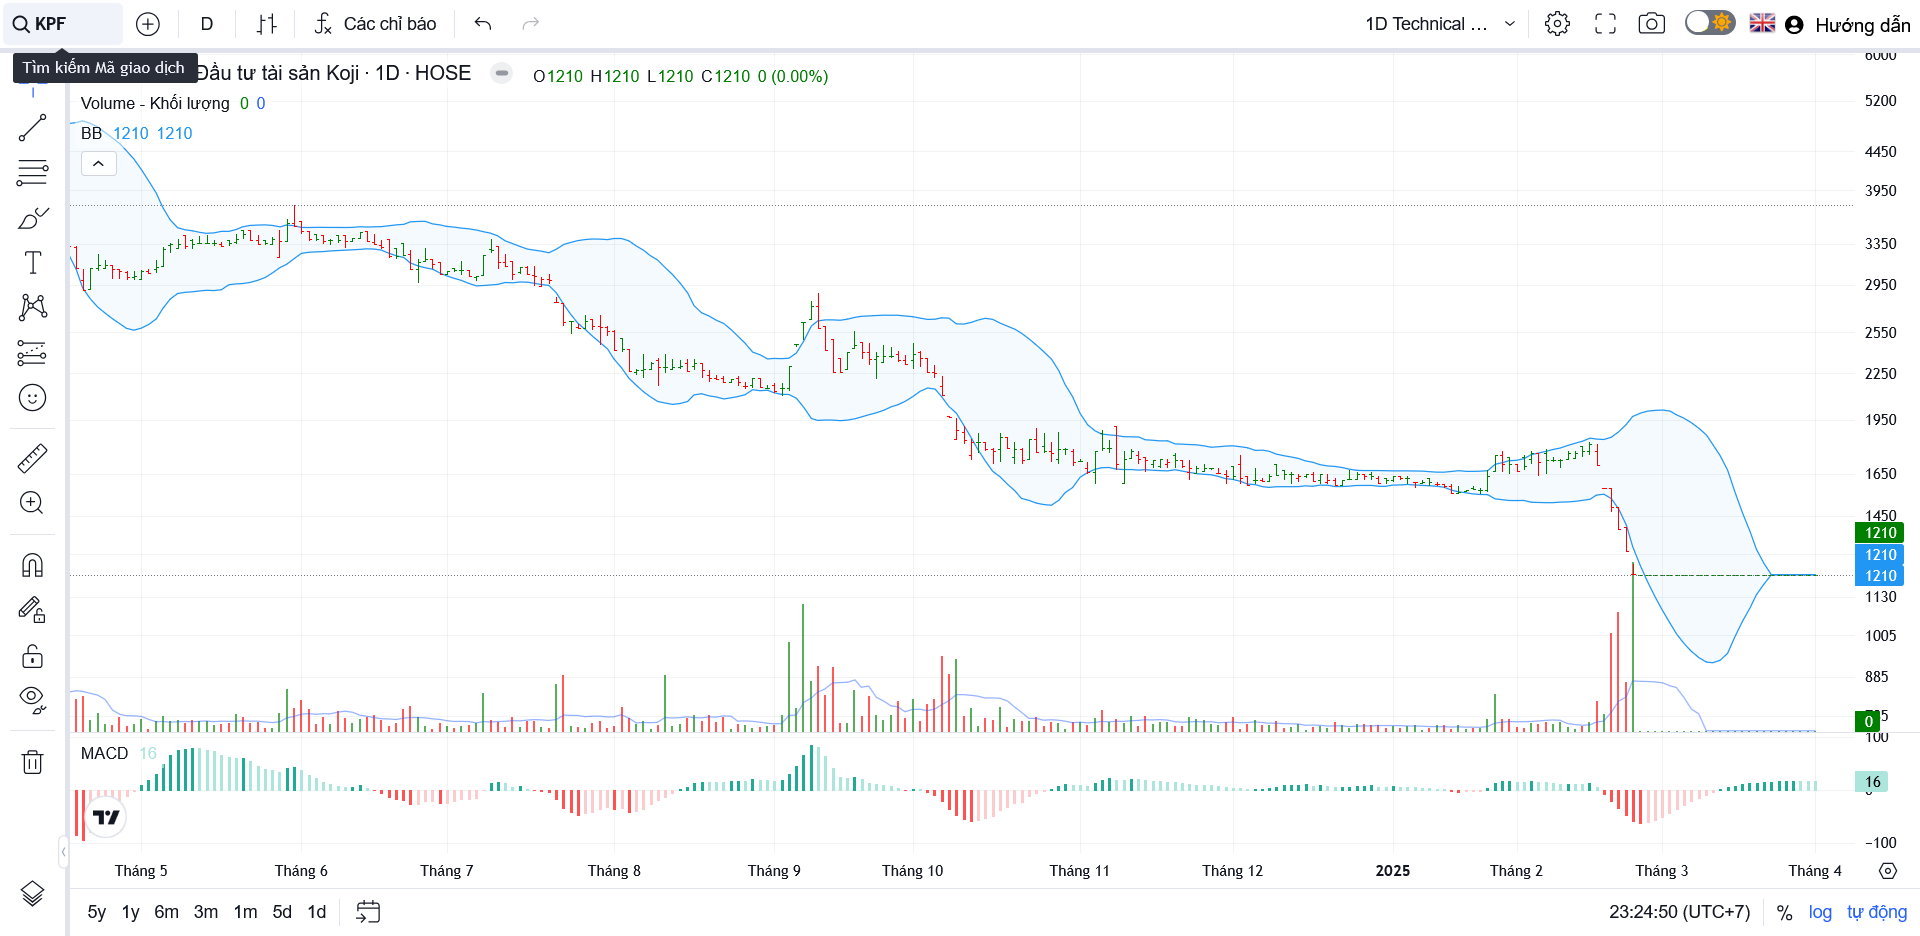 KPF
D
Các chỉ báo
1D Technical ...
Hướng dẫn
Tìm kiếm Mã giao dịch
Đầu tư tài sản Koji · 1D · HOSE
O1210 H1210 L1210 C1210 0 (0.00%)
Volume - Khối lượng 0 0
BB 1210 1210
6000
5200
4450
3950
3350
2950
2550
2250
1950
1650
1450
1210
1210
1210
1130
1005
885
0
MACD 16
100
16
−100
Tháng 5
Tháng 6
Tháng 7
Tháng 8
Tháng 9
Tháng 10
Tháng 11
Tháng 12
2025
Tháng 2
Tháng 3
Tháng 4
5y 1y 6m 3m 1m 5d 1d
23:24:50 (UTC+7) % log tự động